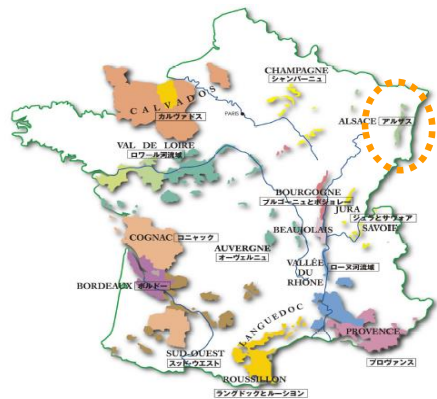 CHAMPAGNE
シャンパーニュ
CALVADOS
カルヴァドス
PARIS
ALSACE アルザス
VAL DE LOIRE
ロワール河流域
BOURGOGNE
ブルゴーニュとボジョレー
JURA
ジュラとサヴォア
SAVOIE
BEAUJOLAIS
COGNAC コニャック
AUVERGNE
オーヴェルニュ
VALLÉE
DU
RHÔNE
ローヌ河流域
BORDEAUX ボルドー
LANGUEDOC
PROVENCE
プロヴァンス
SUD-OUEST
スッド・ウエスト
ROUSSILLON
ラングドックとルーション